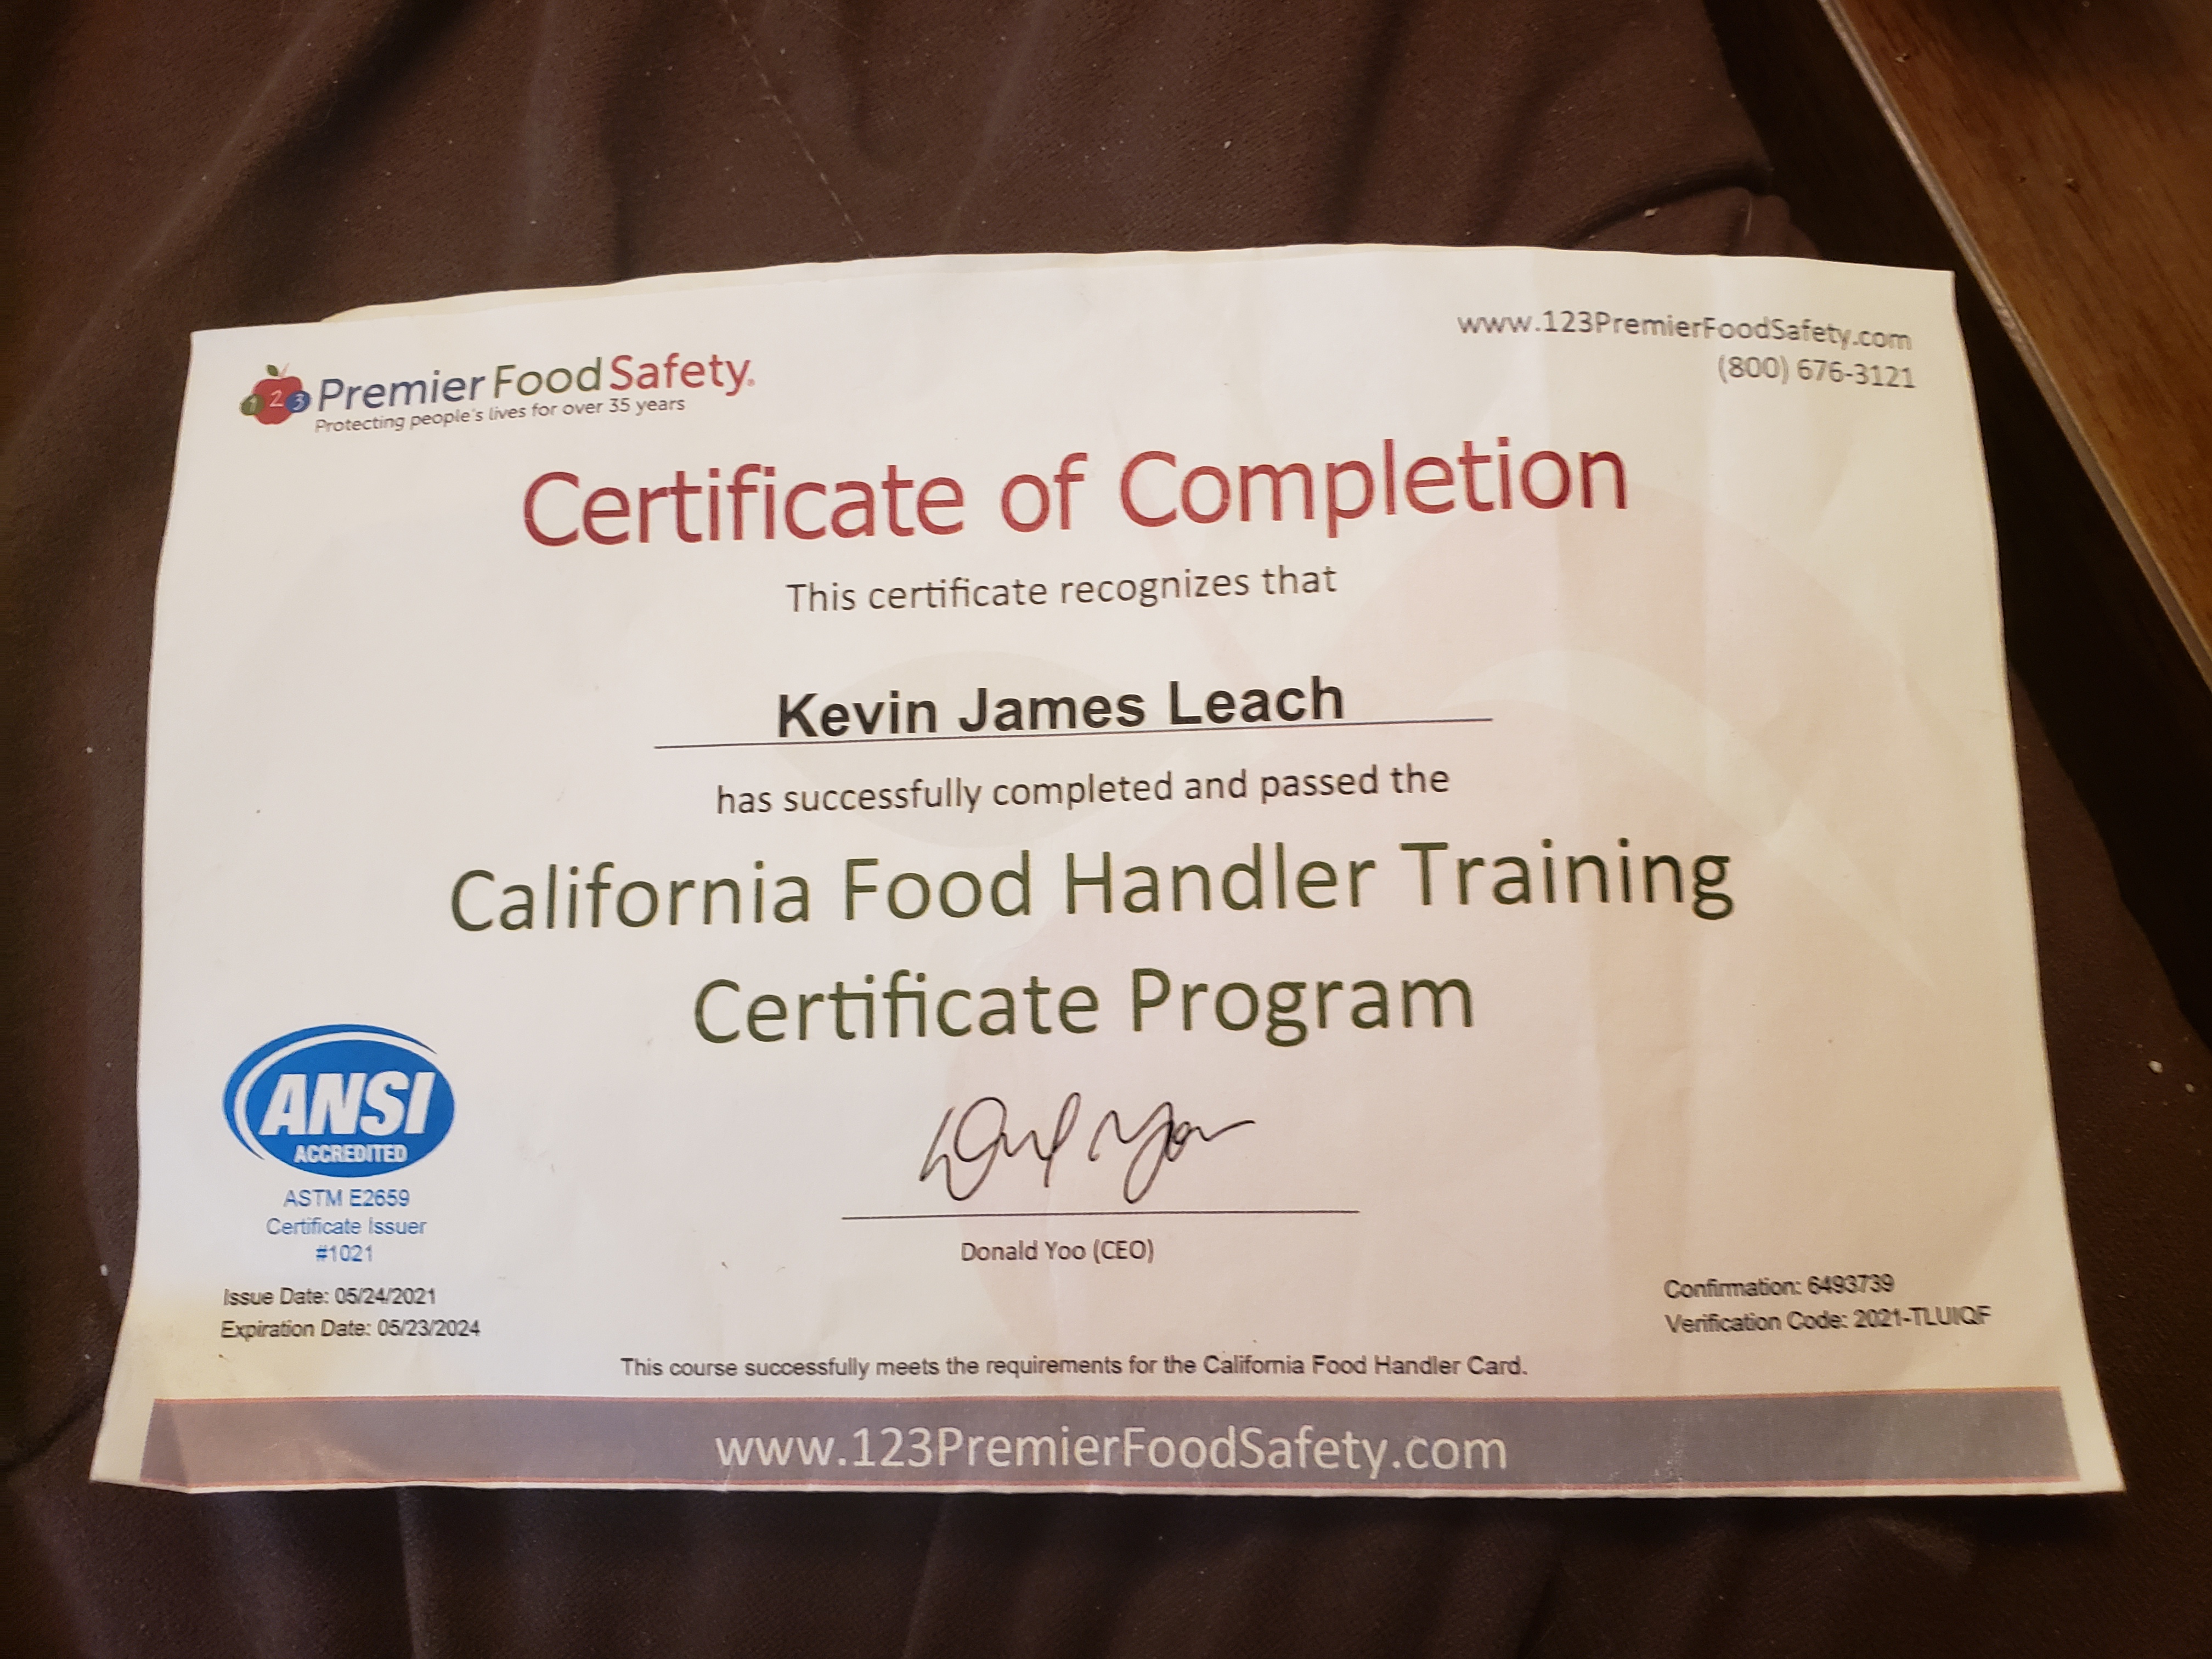 1 2 3 Premier Food Safety®
Protecting people's lives for over 35 years
www.123PremierFoodSafety.com
(800) 676-3121
Certificate of Completion
This certificate recognizes that
Kevin James Leach
has successfully completed and passed the
California Food Handler Training
Certificate Program
ANSI
ACCREDITED
ASTM E2659
Certificate Issuer
#1021
Donald Yoo (CEO)
Issue Date: 05/24/2021
Expiration Date: 05/23/2024
Confirmation: 6493739
Verification Code: 2021-TLUIQF
This course successfully meets the requirements for the California Food Handler Card.
www.123PremierFoodSafety.com